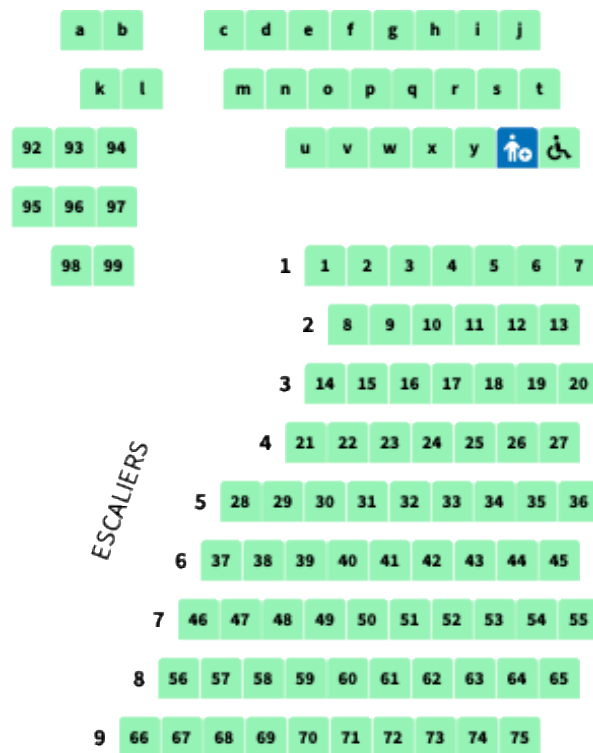 a b c d e f g h i j
k l m n o p q r s t
92 93 94 u v w x y
95 96 97
98 99 1 1 2 3 4 5 6 7
2 8 9 10 11 12 13
3 14 15 16 17 18 19 20
4 21 22 23 24 25 26 27
ESCALIERS
5 28 29 30 31 32 33 34 35 36
6 37 38 39 40 41 42 43 44 45
7 46 47 48 49 50 51 52 53 54 55
8 56 57 58 59 60 61 62 63 64 65
9 66 67 68 69 70 71 72 73 74 75